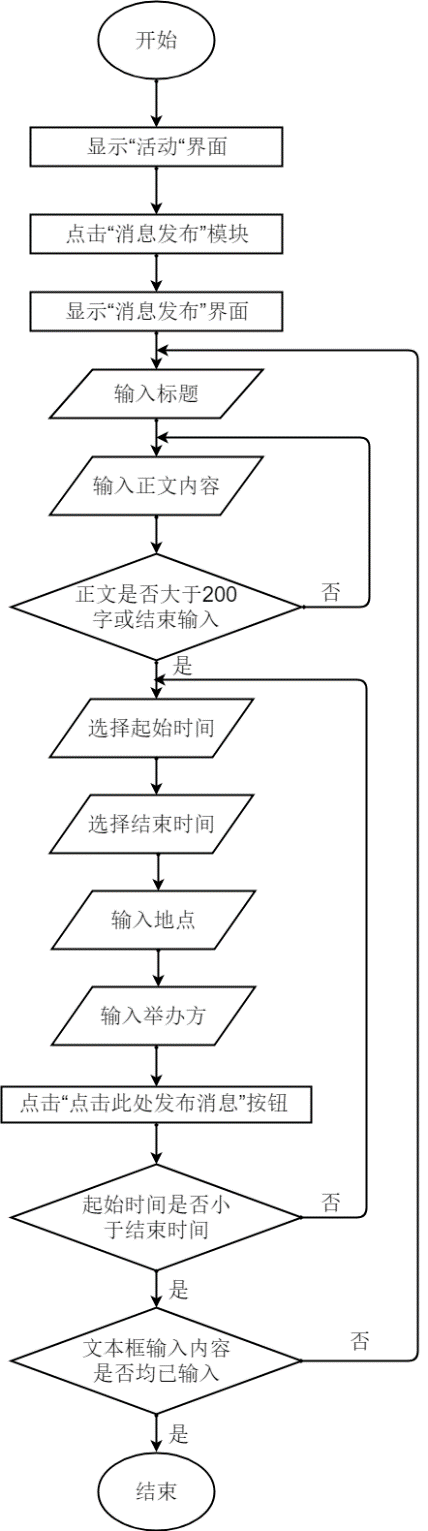 开始
显示“活动“界面
点击“消息发布”模块
显示“消息发布”界面
输入标题
输入正文内容
正文是否大于200
字或结束输入
否
是
选择起始时间
选择结束时间
输入地点
输入举办方
点击“点击此处发布消息”按钮
起始时间是否小
于结束时间
否
是
文本框输入内容
是否均已输入
否
是
结束